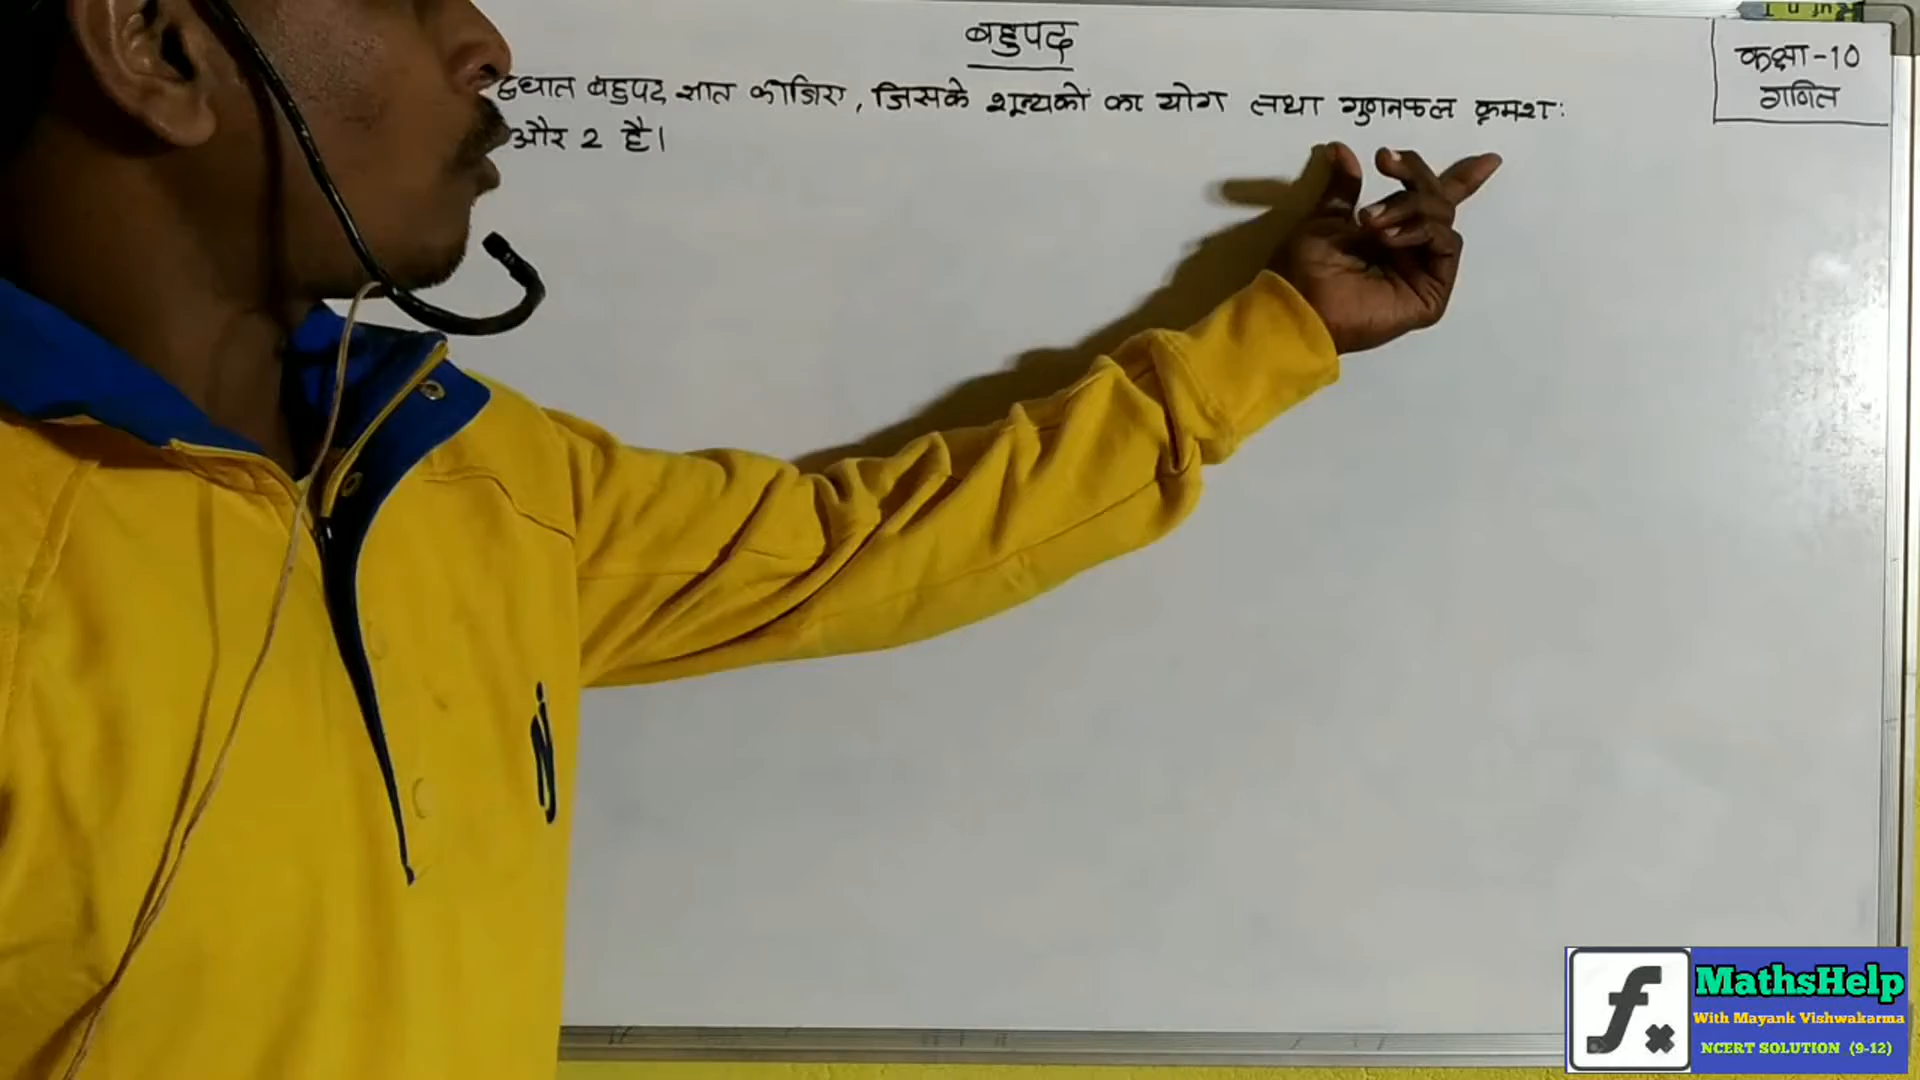 बहुपद
कक्षा-10
गणित
द्विघात बहुपद ज्ञात कीजिए, जिसके शून्यकों का योग तथा गुणनफल क्रमश:
और 2 है।
MathsHelp
With Mayank Vishwakarma
NCERT SOLUTION (9-12)